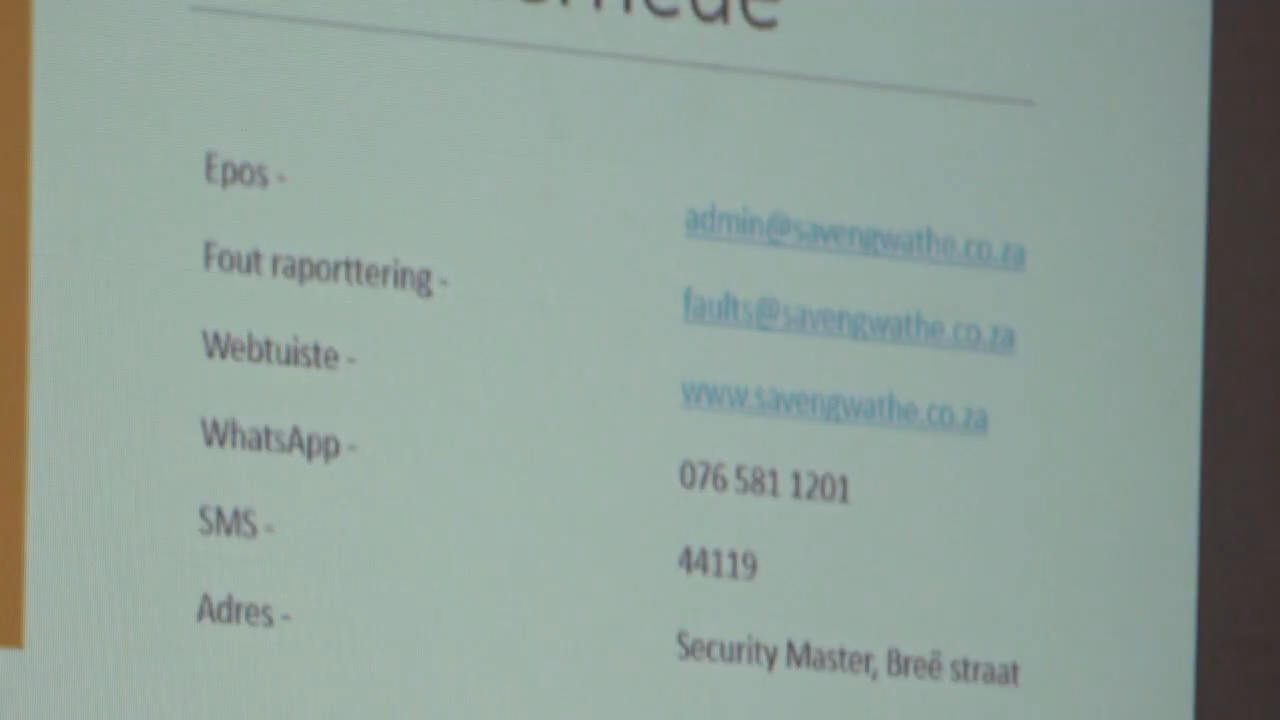 Epos - admin@savengwathe.co.za
Fout raporttering - faults@savengwathe.co.za
Webtuiste - www.savengwathe.co.za
WhatsApp - 076 581 1201
SMS - 44119
Adres - Security Master, Breë straat